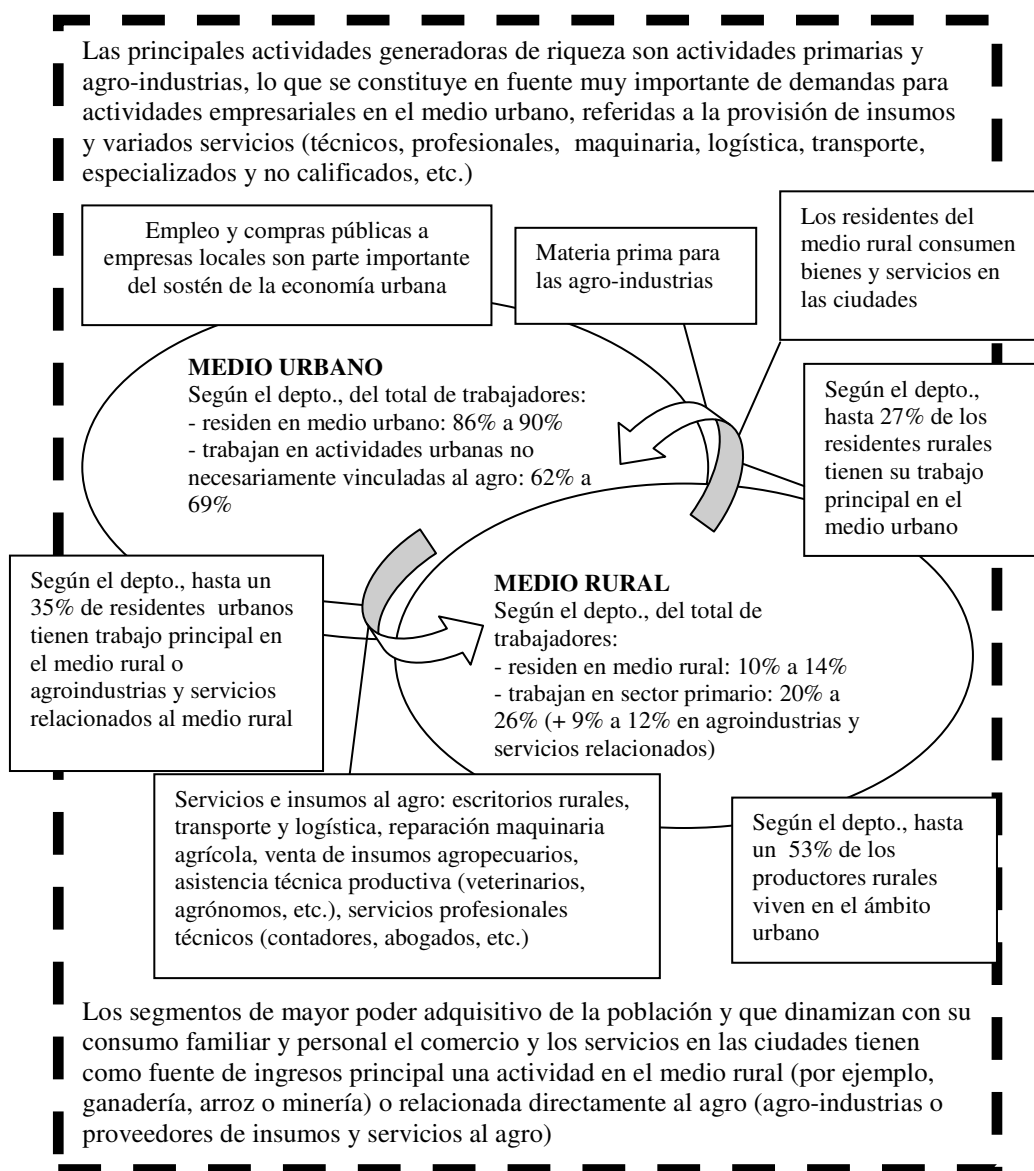 Las principales actividades generadoras de riqueza son actividades primarias y
agro-industrias, lo que se constituye en fuente muy importante de demandas para
actividades empresariales en el medio urbano, referidas a la provisión de insumos
y variados servicios (técnicos, profesionales, maquinaria, logística, transporte,
especializados y no calificados, etc.)
Empleo y compras públicas a
empresas locales son parte importante
del sostén de la economía urbana
Materia prima para
las agro-industrias
Los residentes del
medio rural consumen
bienes y servicios en
las ciudades
MEDIO URBANO
Según el depto., del total de trabajadores:
- residen en medio urbano: 86% a 90%
- trabajan en actividades urbanas no
necesariamente vinculadas al agro: 62% a
69%
Según el depto.,
hasta 27% de los
residentes rurales
tienen su trabajo
principal en el
medio urbano
Según el depto., hasta un
35% de residentes urbanos
tienen trabajo principal en
el medio rural o
agroindustrias y servicios
relacionados al medio rural
MEDIO RURAL
Según el depto., del total de
trabajadores:
- residen en medio rural: 10% a 14%
- trabajan en sector primario: 20% a
26% (+ 9% a 12% en agroindustrias y
servicios relacionados)
Servicios e insumos al agro: escritorios rurales,
transporte y logística, reparación maquinaria
agrícola, venta de insumos agropecuarios,
asistencia técnica productiva (veterinarios,
agrónomos, etc.), servicios profesionales
técnicos (contadores, abogados, etc.)
Según el depto., hasta
un 53% de los
productores rurales
viven en el ámbito
urbano
Los segmentos de mayor poder adquisitivo de la población y que dinamizan con su
consumo familiar y personal el comercio y los servicios en las ciudades tienen
como fuente de ingresos principal una actividad en el medio rural (por ejemplo,
ganadería, arroz o minería) o relacionada directamente al agro (agro-industrias o
proveedores de insumos y servicios al agro)